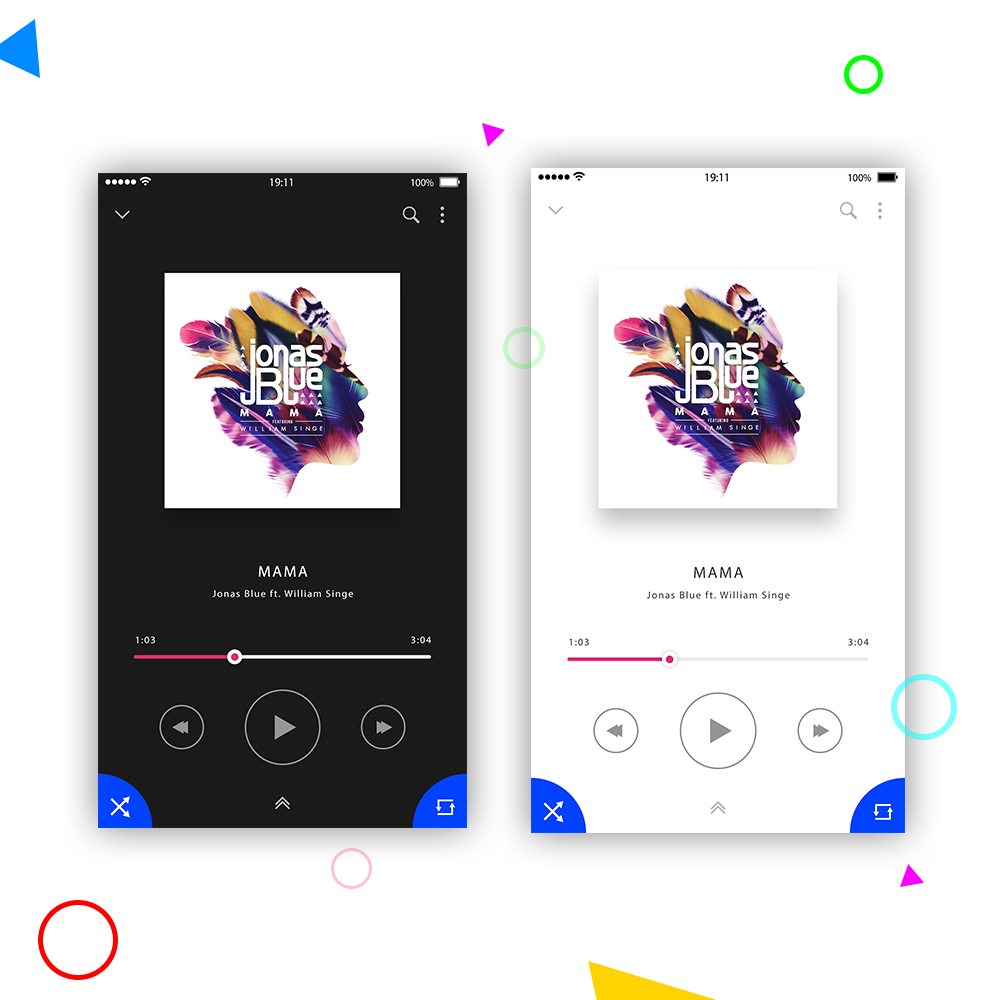 19:11
100%
jonas
Blue
MAMA
FEATURING
WILLIAM SINGE
MAMA
Jonas Blue ft. William Singe
1:03
3:04
19:11
100%
jonas
Blue
MAMA
FEATURING
WILLIAM SINGE
MAMA
Jonas Blue ft. William Singe
1:03
3:04